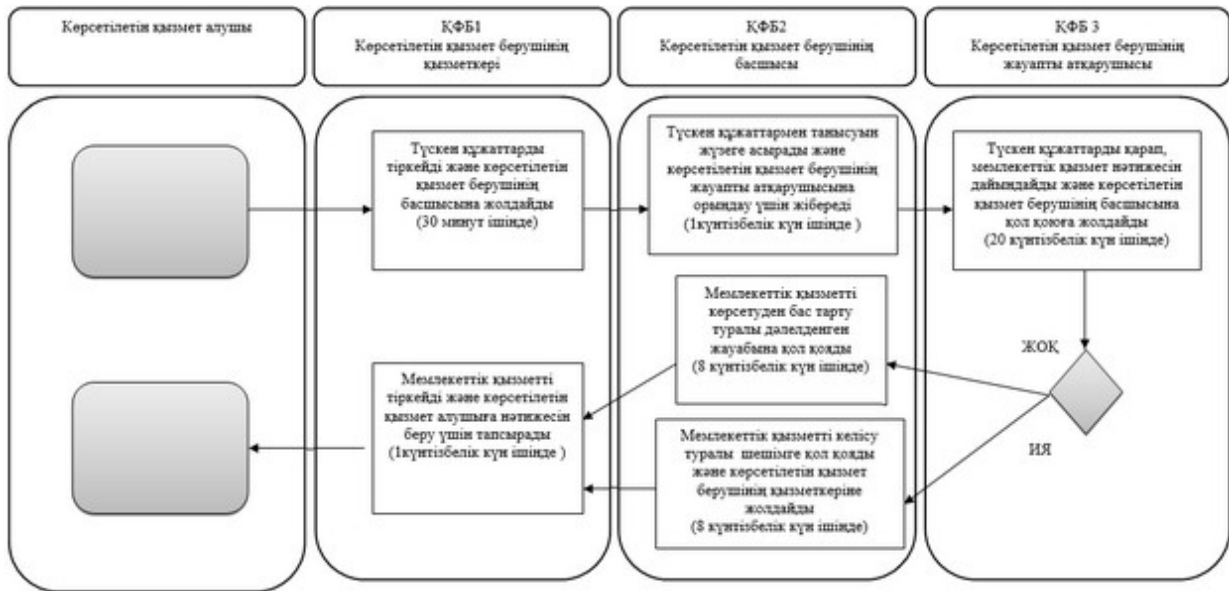 Көрсетілетін қызмет алушы
ҚФБ1
Көрсетілетін қызмет берушінің
қызметкері
ҚФБ2
Көрсетілетін қызмет берушінің
басшысы
ҚФБ 3
Көрсетілетін қызмет берушінің
жауапты атқарушысы
Түскен құжаттарды
тіркейді және көрсетілетін
қызмет берушінің
басшысына жолдайды
(30 минут ішінде)
Түскен құжаттармен танысуын
жүзеге асырады және
көрсетілетін қызмет берушінің
жауапты атқарушысына
орындау үшін жібереді
(1күнтізбелік күн ішінде )
Түскен құжаттарды қарап,
мемлекеттік қызмет нәтижесін
дайындайды және көрсетілетін
қызмет берушінің басшысына
қол қоюға жолдайды
(20 күнтізбелік күн ішінде)
Мемлекеттік қызметті
көрсетуден бас тарту
туралы дәлелденген
жауабына қол қояды
(8 күнтізбелік күн ішінде)
ЖОҚ
Мемлекеттік қызметті
тіркейді және көрсетілетін
қызмет алушыға нәтижесін
беру үшін тапсырады
(1күнтізбелік күн ішінде )
Мемлекеттік қызметті келісу
туралы шешімге қол қояды
және көрсетілетін қызмет
берушінің қызметкеріне
жолдайды
(8 күнтізбелік күн ішінде)
ИЯ